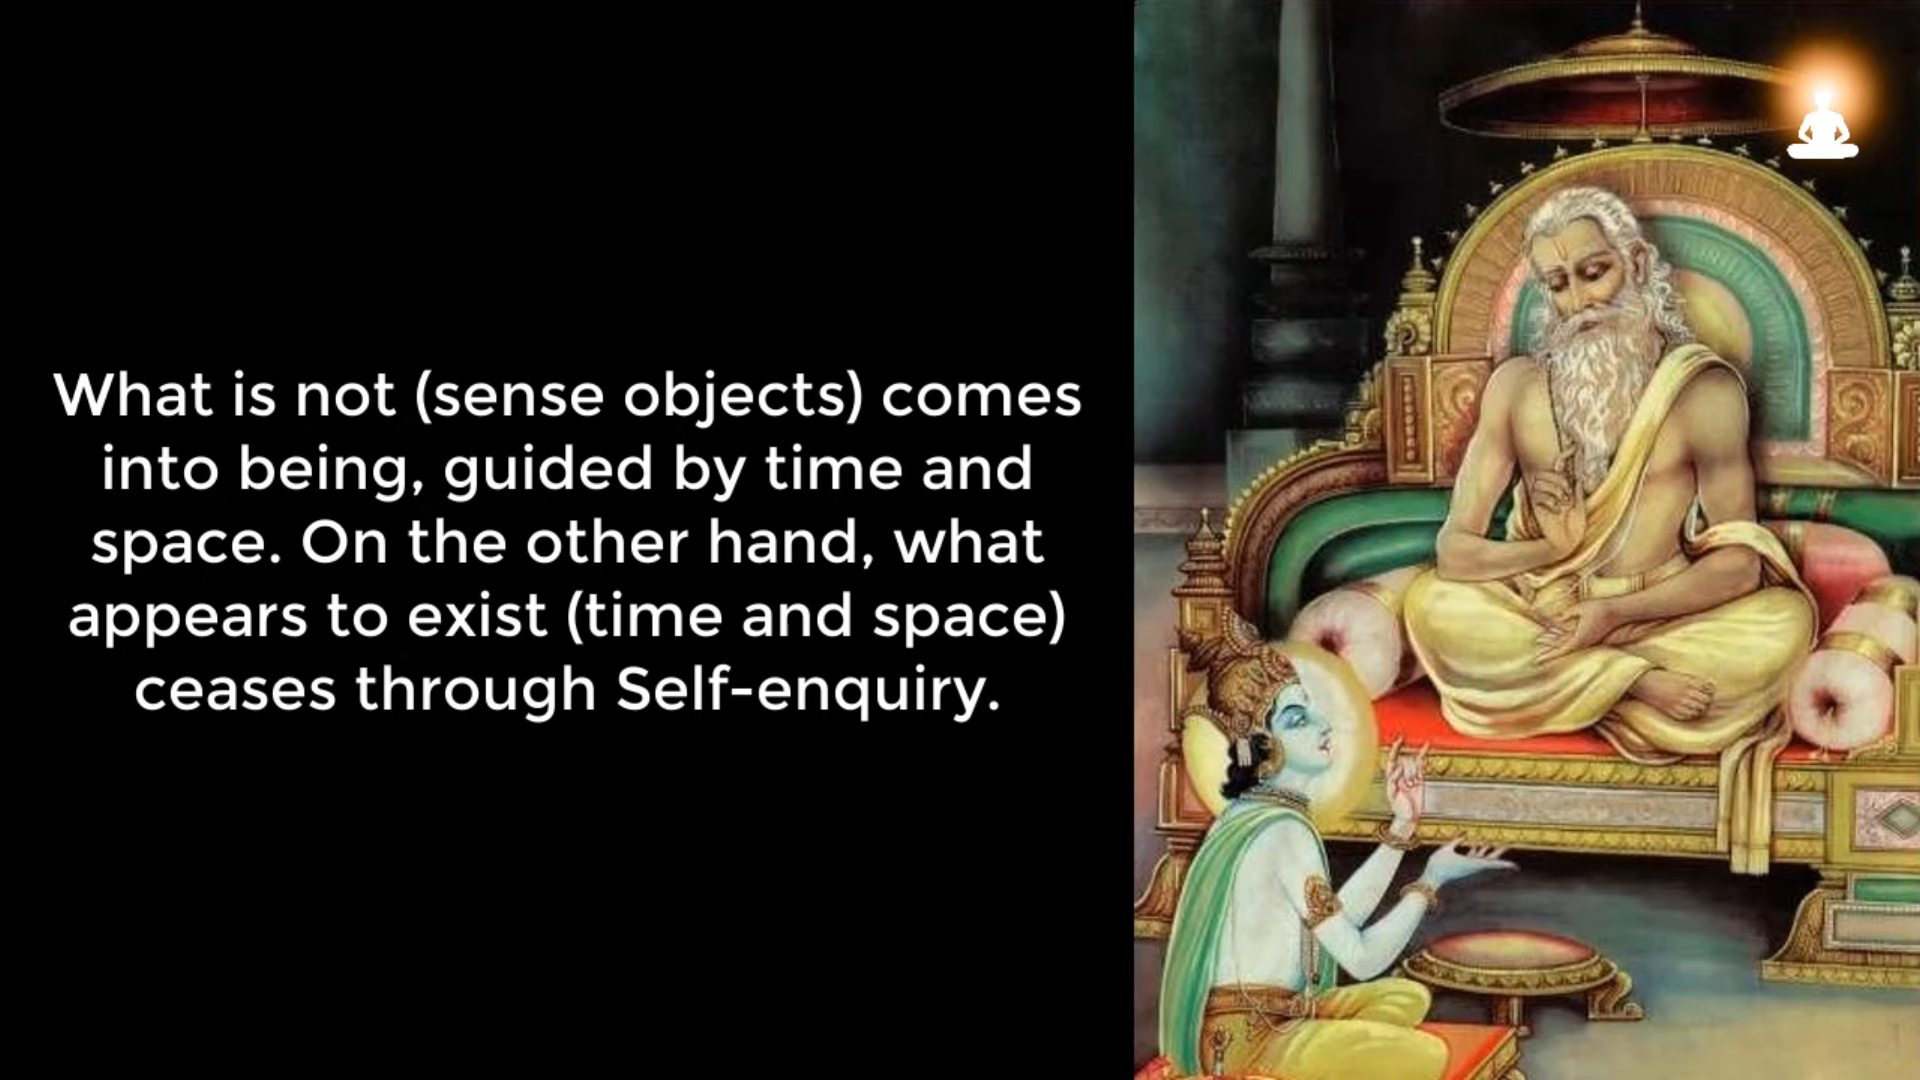 What is not (sense objects) comes
into being, guided by time and
space. On the other hand, what
appears to exist (time and space)
ceases through Self-enquiry.